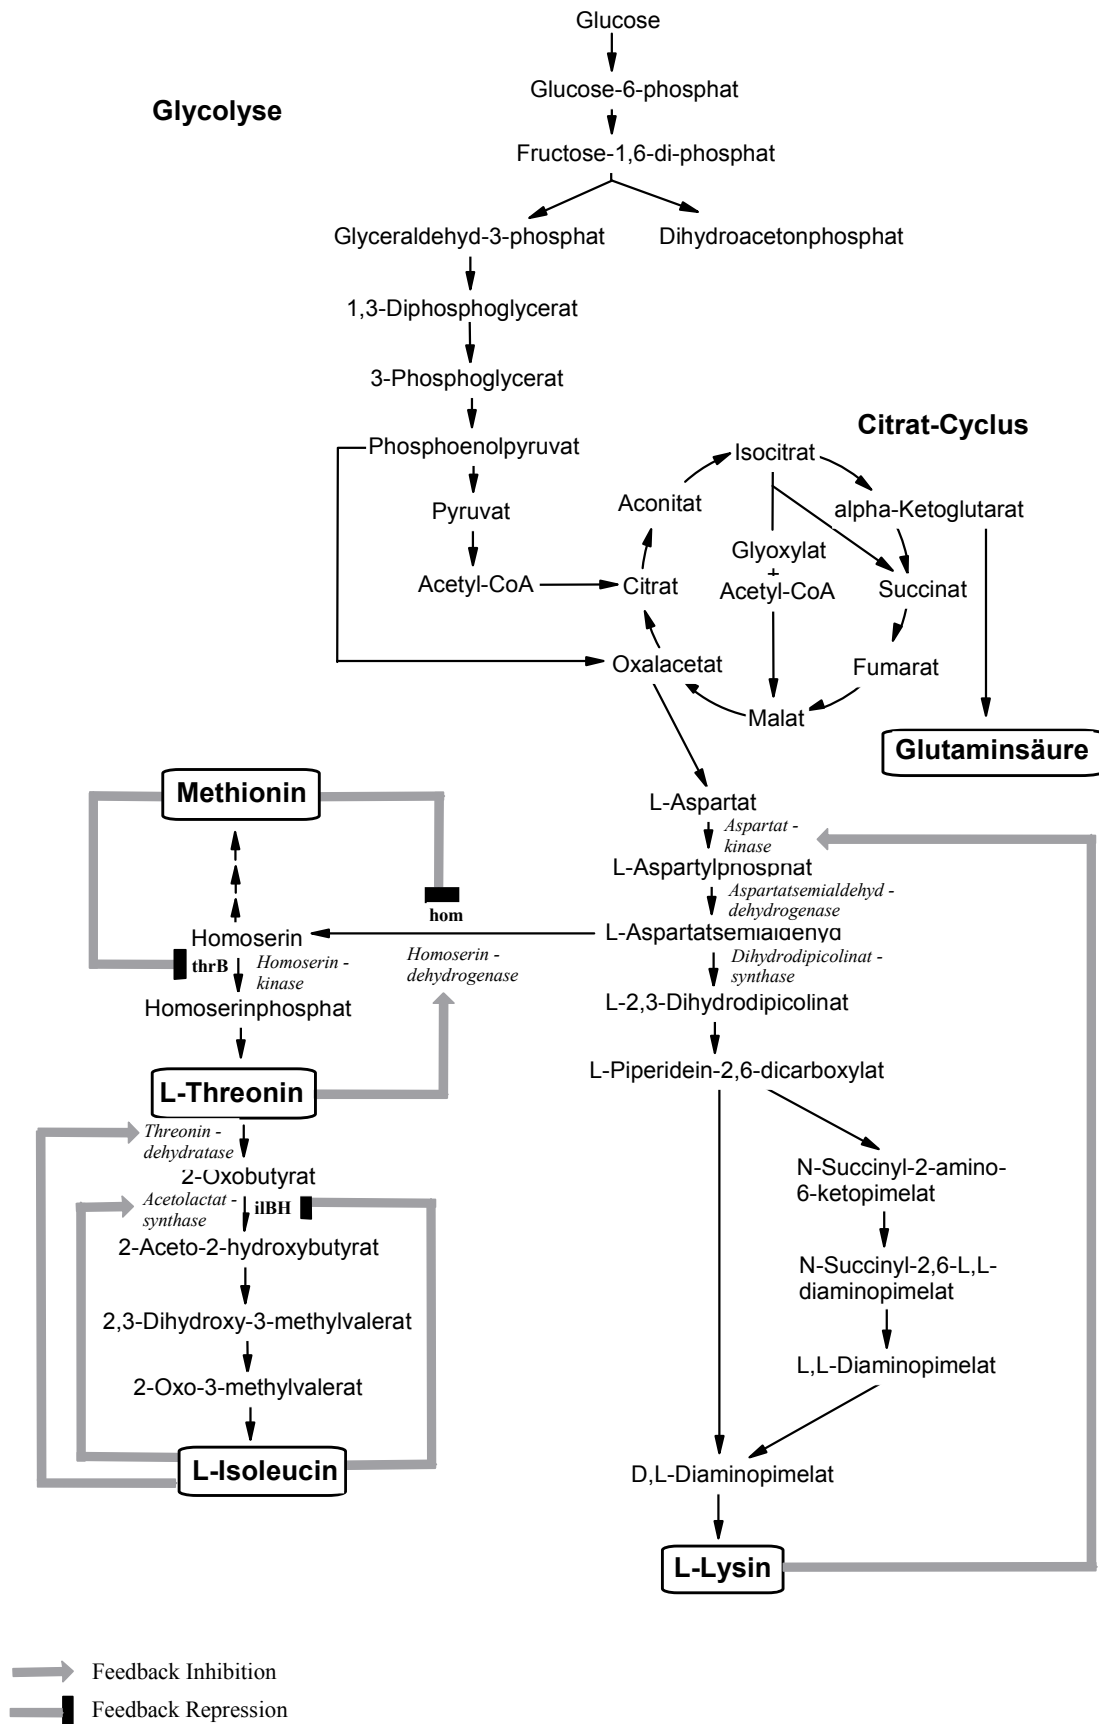 Glucose
Glucose-6-phosphat
Glycolyse
Fructose-1,6-di-phosphat
Glyceraldehyd-3-phosphat
Dihydroacetonphosphat
1,3-Diphosphoglycerat
3-Phosphoglycerat
Citrat-Cyclus
Phosphoenolpyruvat
Isocitrat
Aconitat
alpha-Ketoglutarat
Pyruvat
Glyoxylat
+
Acetyl-CoA
Acetyl-CoA
Citrat
Succinat
Oxalacetat
Fumarat
Malat
Glutaminsäure
Methionin
L-Aspartat
Aspartat -
kinase
L-Aspartylphosphat
Aspartatsemialdehyd -
dehydrogenase
hom
L-Aspartatsemialdehyd
Homoserin
thrB
Homoserin -
kinase
Homoserin -
dehydrogenase
Dihydrodipicolinat -
synthase
Homoserinphosphat
L-2,3-Dihydrodipicolinat
L-Piperidein-2,6-dicarboxylat
L-Threonin
Threonin -
dehydratase
2-Oxobutyrat
N-Succinyl-2-amino-
6-ketopimelat
Acetolactat -
synthase
ilBH
2-Aceto-2-hydroxybutyrat
N-Succinyl-2,6-L,L-
diaminopimelat
2,3-Dihydroxy-3-methylvalerat
L,L-Diaminopimelat
2-Oxo-3-methylvalerat
L-Isoleucin
D,L-Diaminopimelat
L-Lysin
Feedback Inhibition
Feedback Repression